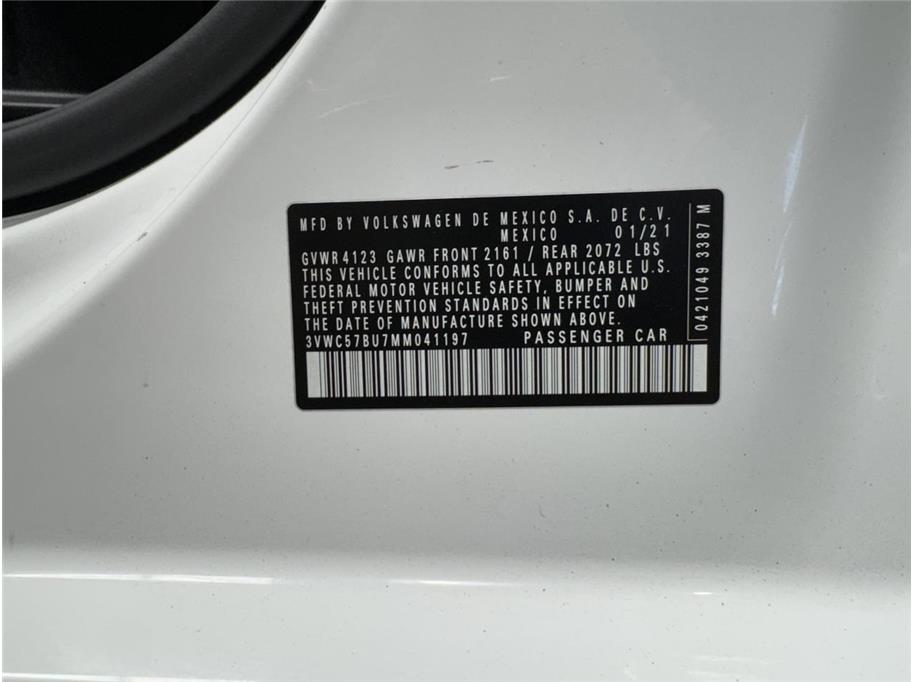 MFD BY VOLKSWAGEN DE MEXICO S.A. DE C.V.
MEXICO 01/21
GVWR 4123 GAWR FRONT 2161 / REAR 2072 LBS
THIS VEHICLE CONFORMS TO ALL APPLICABLE U.S.
FEDERAL MOTOR VEHICLE SAFETY, BUMPER AND
THEFT PREVENTION STANDARDS IN EFFECT ON
THE DATE OF MANUFACTURE SHOWN ABOVE.
3VWC57BU7MM041197 PASSENGER CAR
0421049 3387 M